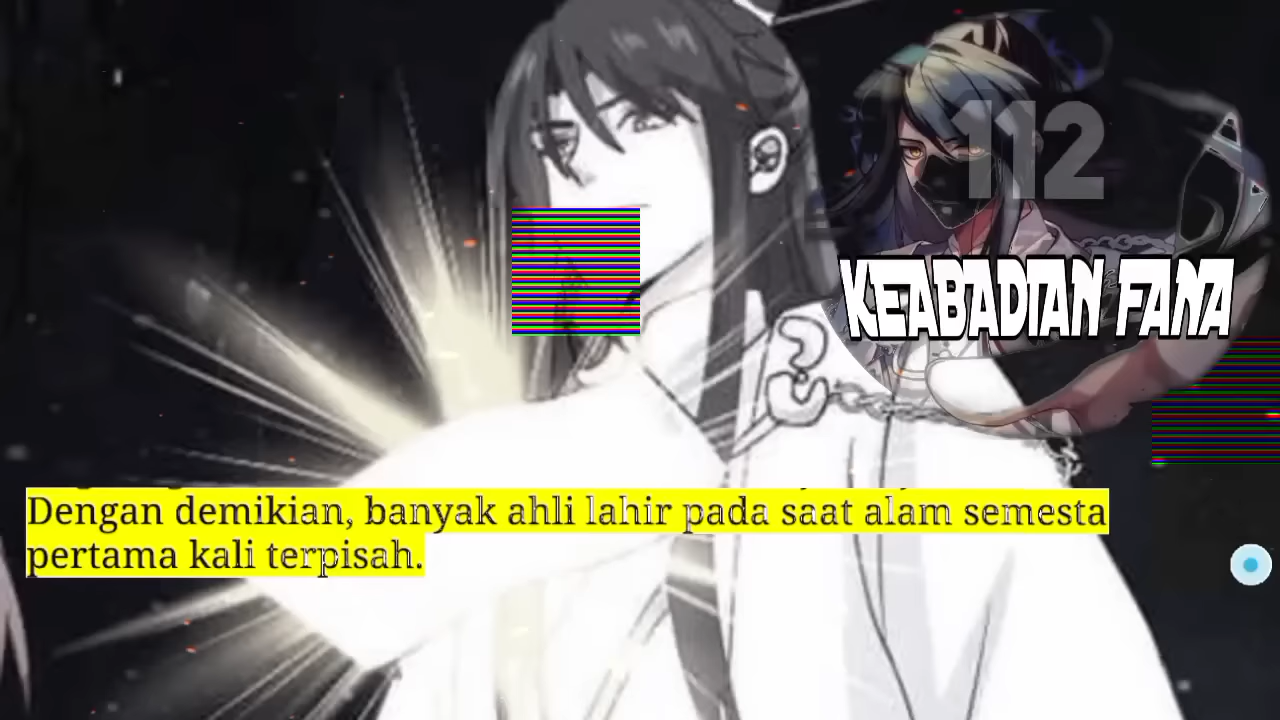 112
KEABADIAN FANA
Dengan demikian, banyak ahli lahir pada saat alam semesta
pertama kali terpisah.